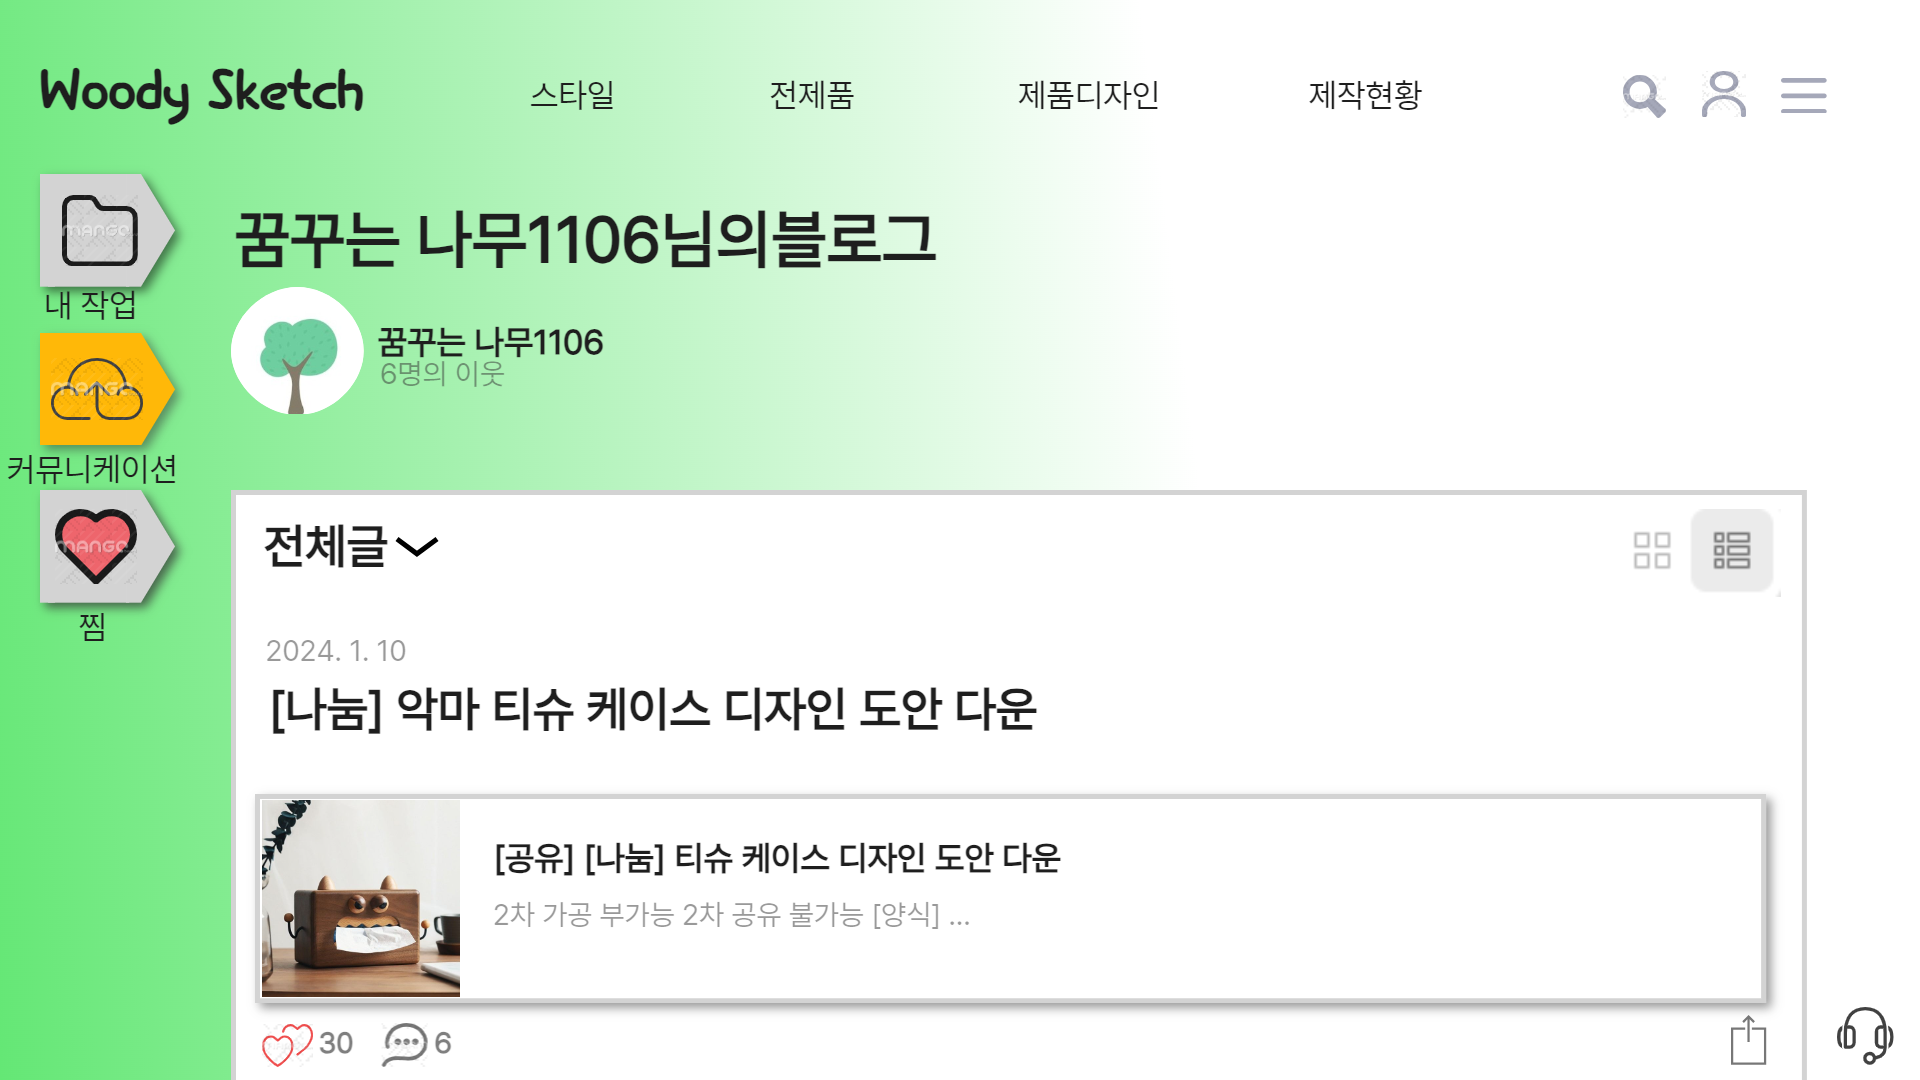 Woody Sketch
스타일
전제품
제품디자인
제작현황
내 작업
커뮤니케이션
찜
꿈꾸는 나무1106님의블로그
꿈꾸는 나무1106
6명의 이웃
전체글
2024. 1. 10
[나눔] 악마 티슈 케이스 디자인 도안 다운
[공유] [나눔] 티슈 케이스 디자인 도안 다운
2차 가공 부가능 2차 공유 불가능 [양식] ...
30
6
MANGO
MANGO
MANGO